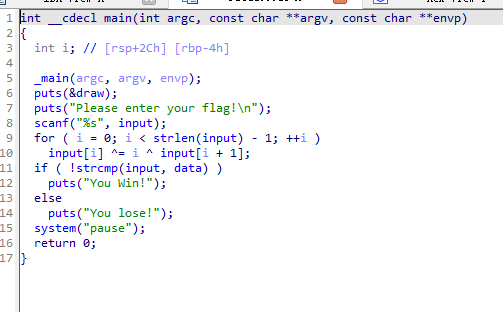 1 int __cdecl main(int argc, const char **argv, const char **envp)
2 {
3   int i; // [rsp+2Ch] [rbp-4h]
4
5   _main(argc, argv, envp);
6   puts(&draw);
7   puts("Please enter your flag!\n");
8   scanf("%s", input);
9   for ( i = 0; i < strlen(input) - 1; ++i )
10     input[i] ^= i ^ input[i + 1];
11   if ( !strcmp(input, data) )
12     puts("You Win!");
13   else
14     puts("You lose!");
15   system("pause");
16   return 0;
17 }